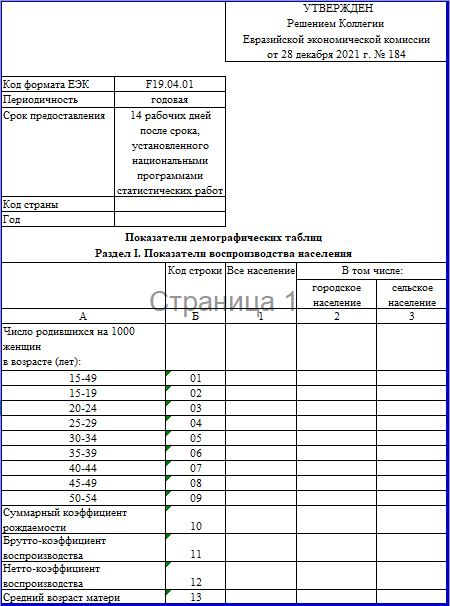 УТВЕРЖДЕН
Решением Коллегии
Евразийской экономической комиссии
от 28 декабря 2021 г. № 184
Код формата ЕЭК F19.04.01
Периодичность годовая
Срок предоставления 14 рабочих дней
после срока,
установленного
национальными
программами
статистических работ
Код страны
Год
Показатели демографических таблиц
Раздел I. Показатели воспроизводства населения
Код строки Все население В том числе:
городское
население
сельское
население
Страница 1
А Б 1 2 3
Число родившихся на 1000
женщин
в возрасте (лет):
15-49 01
15-19 02
20-24 03
25-29 04
30-34 05
35-39 06
40-44 07
45-49 08
50-54 09
Суммарный коэффициент
рождаемости 10
Брутто-коэффициент
воспроизводства 11
Нетто-коэффициент
воспроизводства 12
Средний возраст матери 13